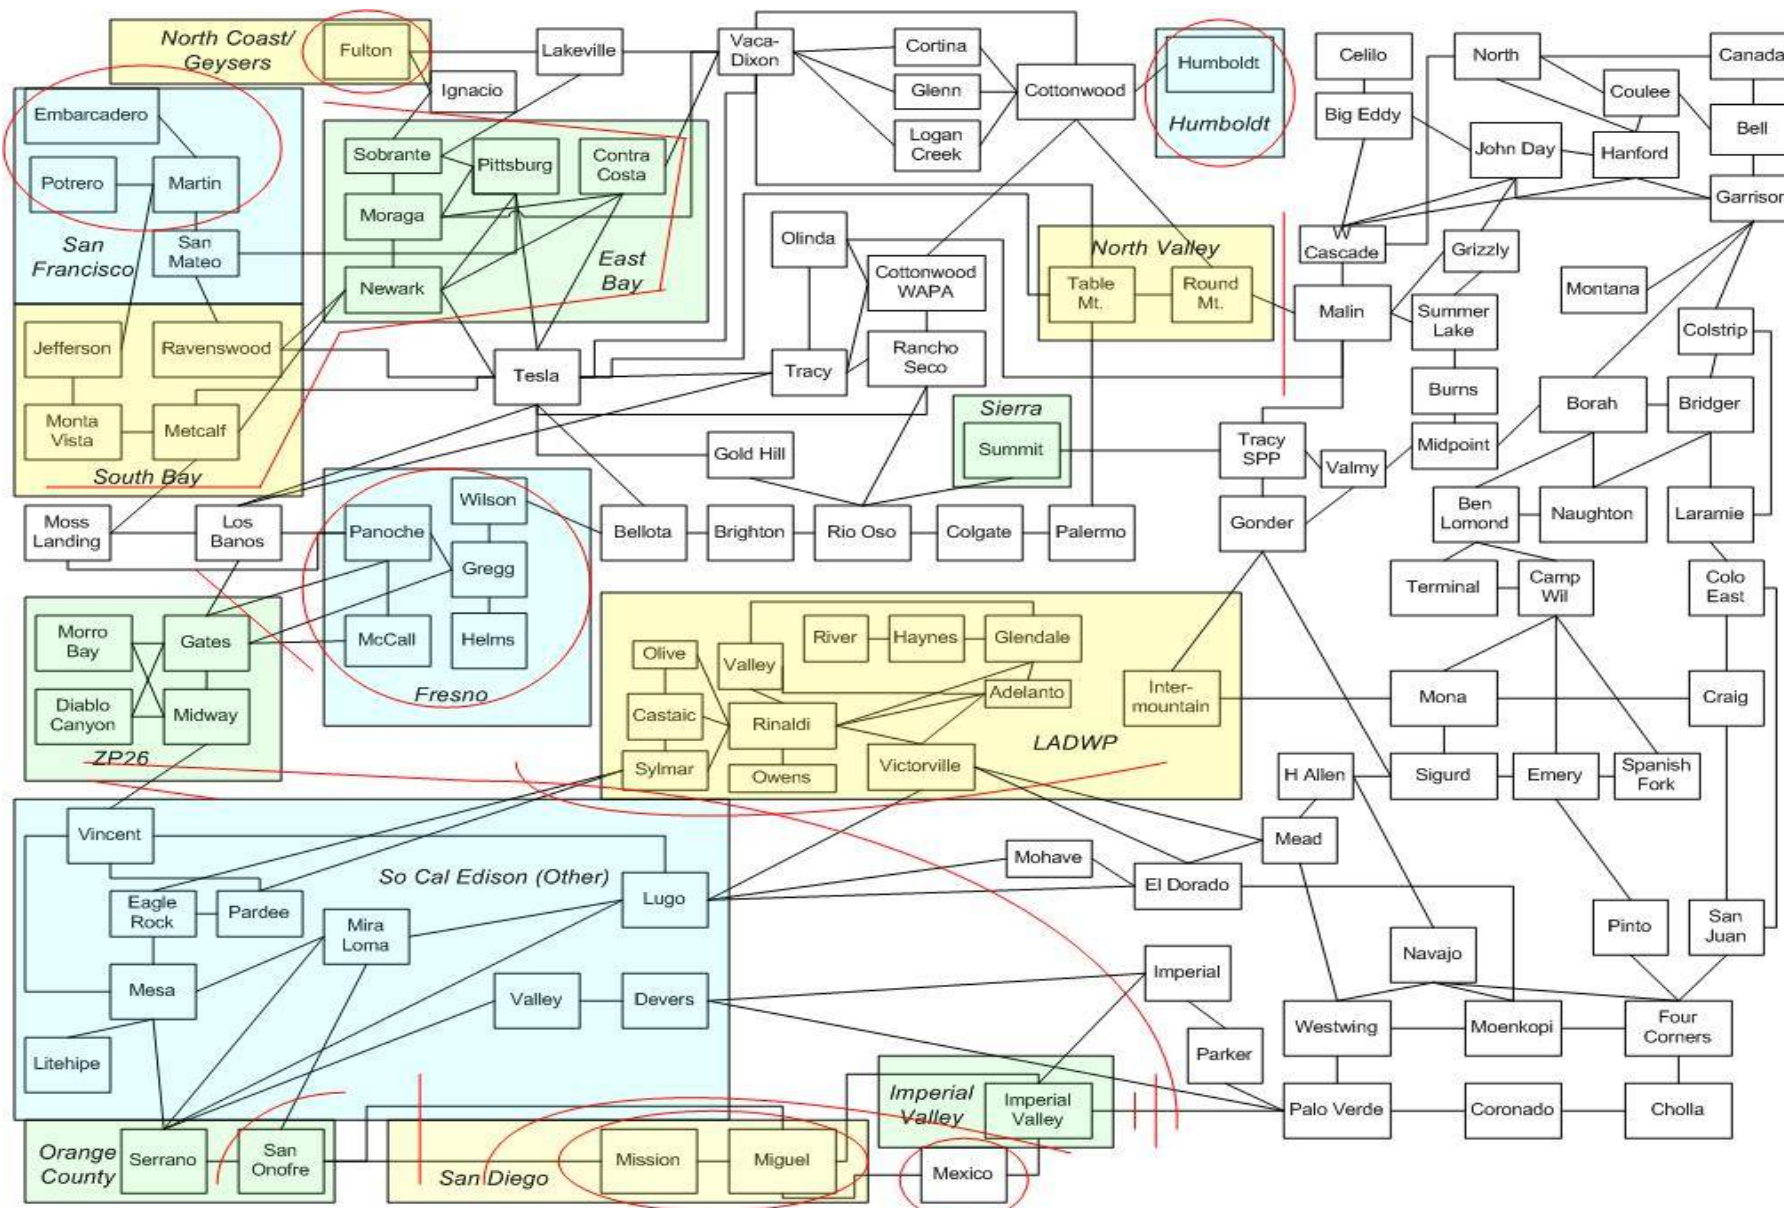 North Coast/
Geysers
Fulton
Lakeville
Ignacio
Vaca-
Dixon
Cortina
Glenn
Logan
Creek
Cottonwood
Humboldt
Humboldt
Celilo
Big Eddy
North
Coulee
Canada
Bell
John Day
Hanford
Garrison
Embarcadero
Potrero
Martin
San
Francisco
San
Mateo
Sobrante
Pittsburg
Contra
Costa
Moraga
Newark
East
Bay
Olinda
Cottonwood
WAPA
Tracy
Rancho
Seco
North Valley
Table
Mt.
Round
Mt.
W
Cascade
Grizzly
Malin
Summer
Lake
Montana
Colstrip
Burns
Borah
Bridger
Jefferson
Ravenswood
Monta
Vista
Metcalf
South Bay
Tesla
Gold Hill
Sierra
Summit
Tracy
SPP
Valmy
Midpoint
Gonder
Ben
Lomond
Naughton
Laramie
Moss
Landing
Los
Banos
Panoche
Wilson
Gregg
McCall
Helms
Fresno
Bellota
Brighton
Rio Oso
Colgate
Palermo
Terminal
Camp
Wil
Colo
East
Morro
Bay
Gates
Diablo
Canyon
Midway
ZP26
River
Haynes
Glendale
Olive
Valley
Adelanto
Castaic
Rinaldi
Sylmar
Owens
Victorville
LADWP
Inter-
mountain
Mona
Craig
H Allen
Sigurd
Emery
Spanish
Fork
Vincent
So Cal Edison (Other)
Eagle
Rock
Pardee
Mira
Loma
Lugo
Mohave
El Dorado
Mead
Mesa
Valley
Devers
Litehipe
Imperial
Parker
Navajo
Pinto
San
Juan
Westwing
Moenkopi
Four
Corners
Imperial
Valley
Imperial
Valley
Palo Verde
Coronado
Cholla
Orange
County
Serrano
San
Onofre
San Diego
Mission
Miguel
Mexico